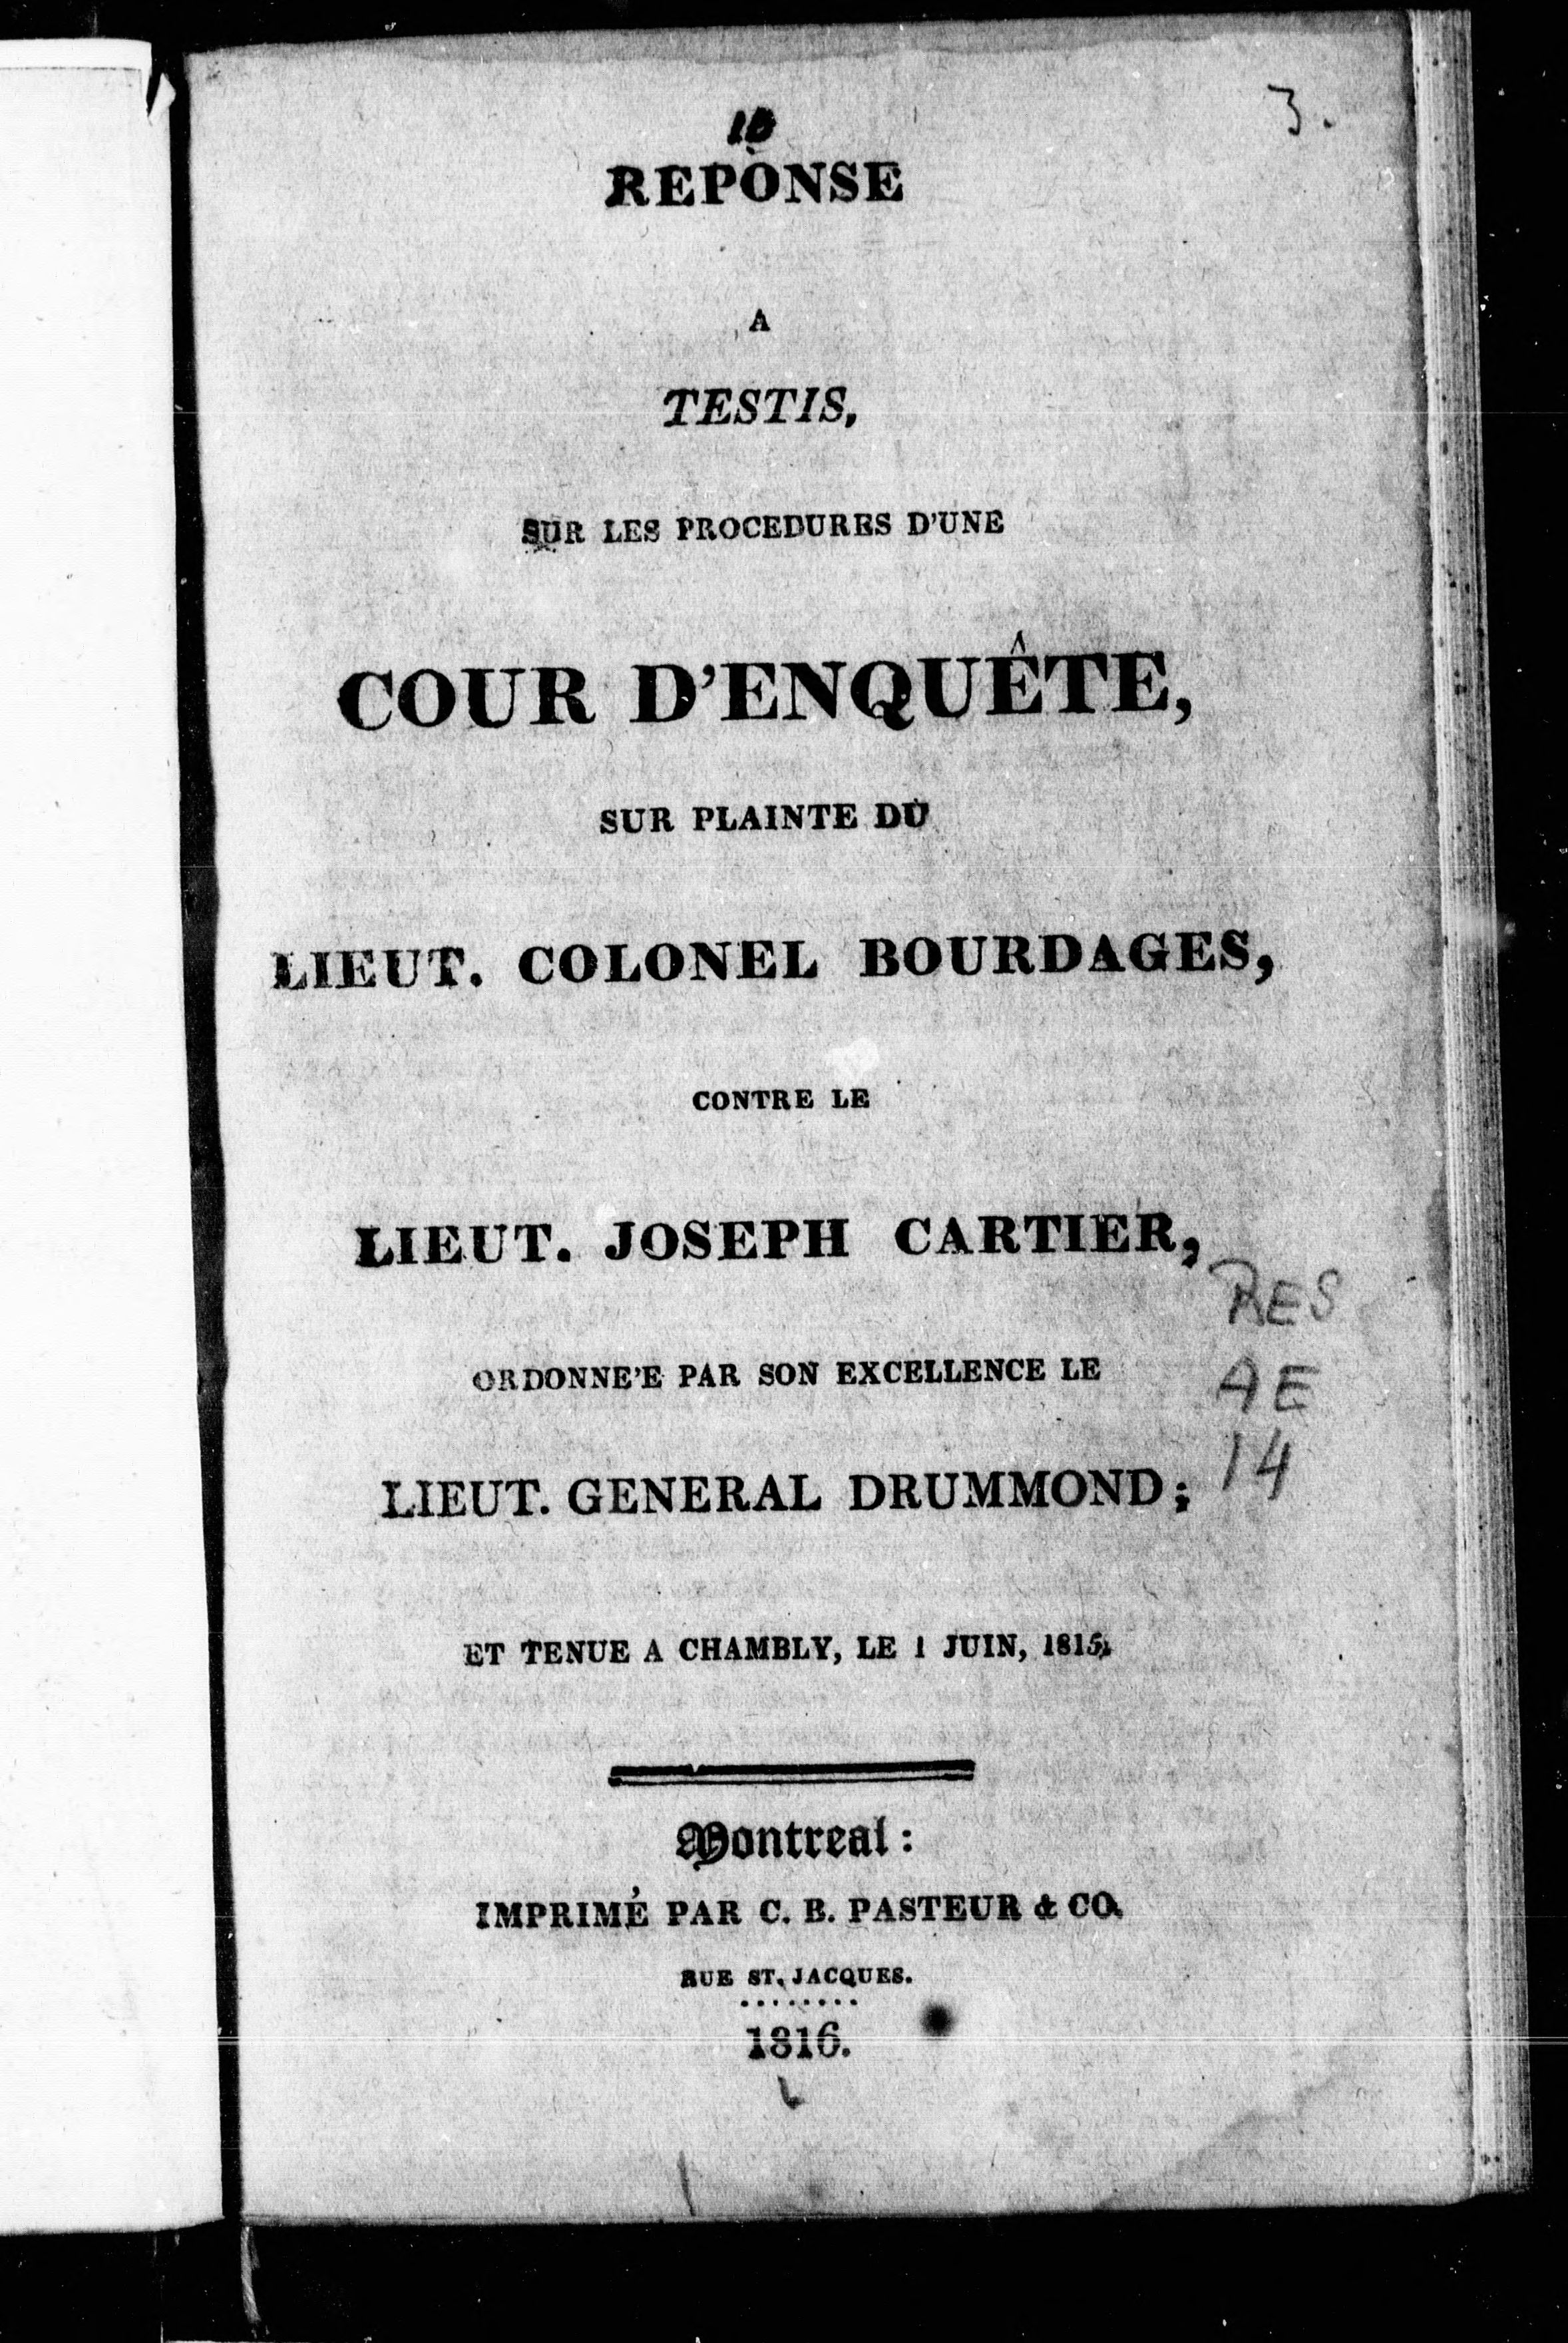 3.
10
REPONSE
A
TESTIS,
SUR LES PROCEDURES D'UNE
COUR D'ENQUÊTE,
SUR PLAINTE DU
LIEUT. COLONEL BOURDAGES,
CONTRE LE
LIEUT. JOSEPH CARTIER,
RES
ORDONNE'E PAR SON EXCELLENCE LE
AE
LIEUT. GENERAL DRUMMOND;
14
ET TENUE A CHAMBLY, LE 1 JUIN, 1815,
Montreal:
IMPRIMÉ PAR C. B. PASTEUR & CO.
RUE ST. JACQUES.
........
1816.